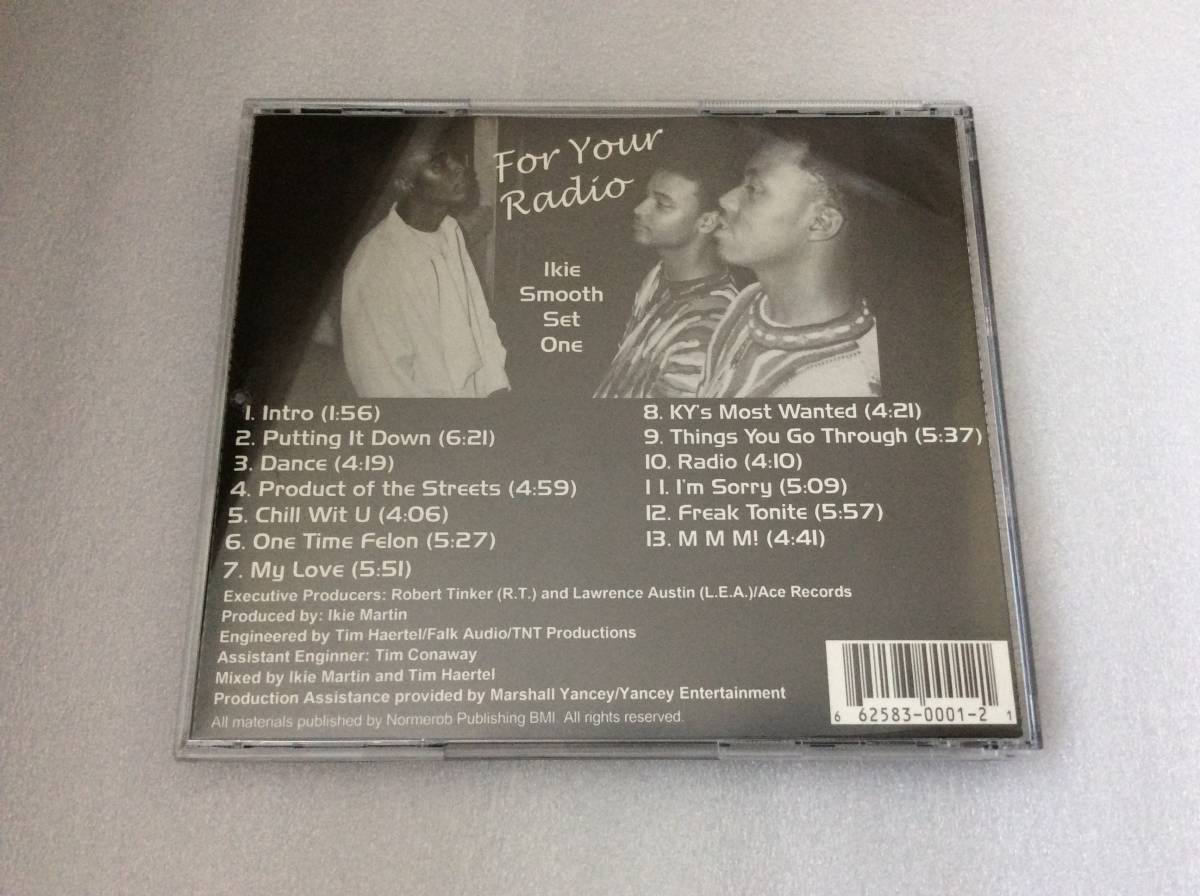 For Your
Radio
Ikie
Smooth
Set
One
1. Intro (1:56)
2. Putting It Down (6:21)
3. Dance (4:19)
4. Product of the Streets (4:59)
5. Chill Wit U (4:06)
6. One Time Felon (5:27)
7. My Love (5:51)
8. KY's Most Wanted (4:21)
9. Things You Go Through (5:37)
10. Radio (4:10)
11. I'm Sorry (5:09)
12. Freak Tonite (5:57)
13. M M M! (4:41)
Executive Producers: Robert Tinker (R.T.) and Lawrence Austin (L.E.A.)/Ace Records
Produced by: Ikie Martin
Engineered by Tim Haertel/Falk Audio/TNT Productions
Assistant Enginner: Tim Conaway
Mixed by Ikie Martin and Tim Haertel
Production Assistance provided by Marshall Yancey/Yancey Entertainment
All materials published by Normerob Publishing BMI. All rights reserved.
6 62583-0001-2 1